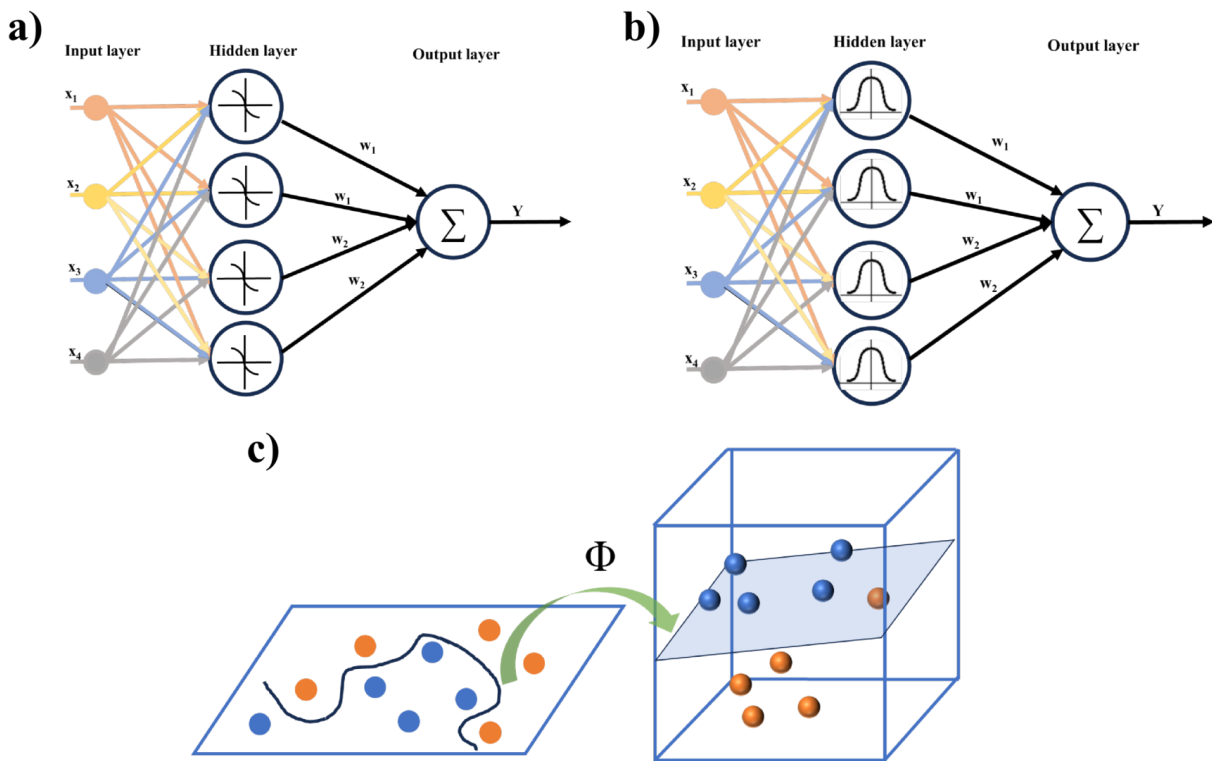 a)
Input layer
Hidden layer
Output layer
x1
x2
x3
x4
w1
w1
w2
w2
Σ
Y
b)
Input layer
Hidden layer
Output layer
x1
x2
x3
x4
w1
w1
w2
w2
Σ
Y
c)
Φ